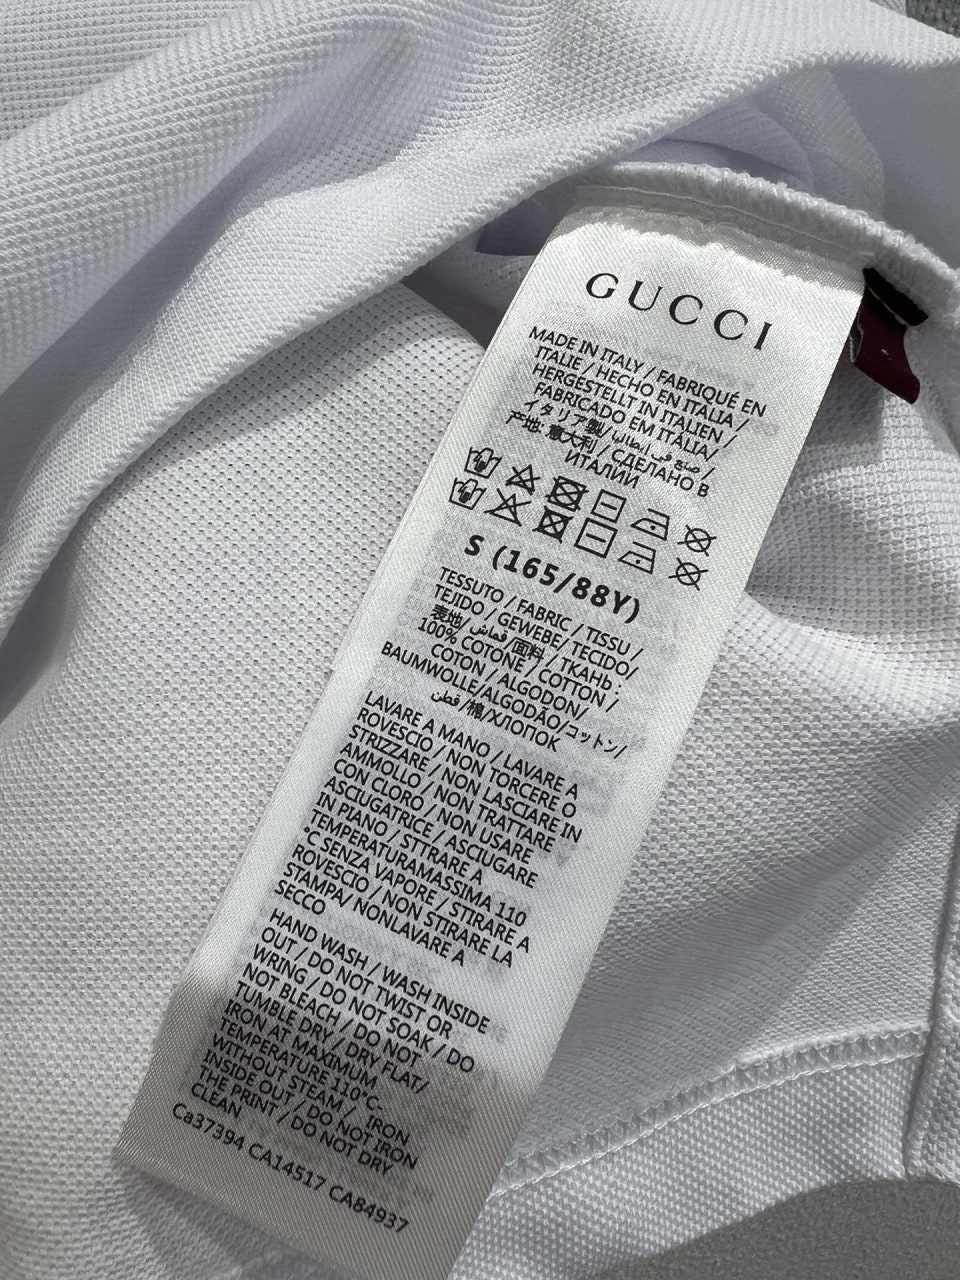 GUCCI
MADE IN ITALY / FABRIQUÉ EN
ITALIE / HECHO EN ITALIA /
HERGESTELLT IN ITALIEN /
FABRICADO EM ITÁLIA/
イタリア製/ صنع في إيطاليا /
产地: 意大利 / СДЕЛАНО В
ИТАЛИИ
S (165/88Y)
TESSUTO / FABRIC / TISSU /
TEJIDO / GEWEBE/ TECIDO/
表地/ قماش /面料 / ТКАНЬ :
100% COTONE / COTTON /
COTON / ALGODON/
BAUMWOLLE/ALGODÃO/コットン/
قطن /棉/ХЛОПОК
LAVARE A MANO / LAVARE A
ROVESCIO / NON TORCERE O
STRIZZARE / NON LASCIARE IN
AMMOLLO / NON TRATTARE
CON CLORO / NON USARE
ASCIUGATRICE / ASCIUGARE
IN PIANO / STTRARE A
TEMPERATURAMASSIMA 110
°C SENZA VAPORE / STIRARE A
ROVESCIO / NON STIRARE LA
STAMPA/ NONLAVARE A
SECCO
HAND WASH / WASH INSIDE
OUT / DO NOT TWIST OR
WRING / DO NOT SOAK / DO
NOT BLEACH / DO NOT
TUMBLE DRY / DRY FLAT/
IRON AT MAXIMUM
TEMPERATURE 110°C-
WITHOUT STEAM / IRON
INSIDE OUT / DO NOT IRON
THE PRINT / DO NOT DRY
CLEAN
Ca37394 CA14517 CA84937